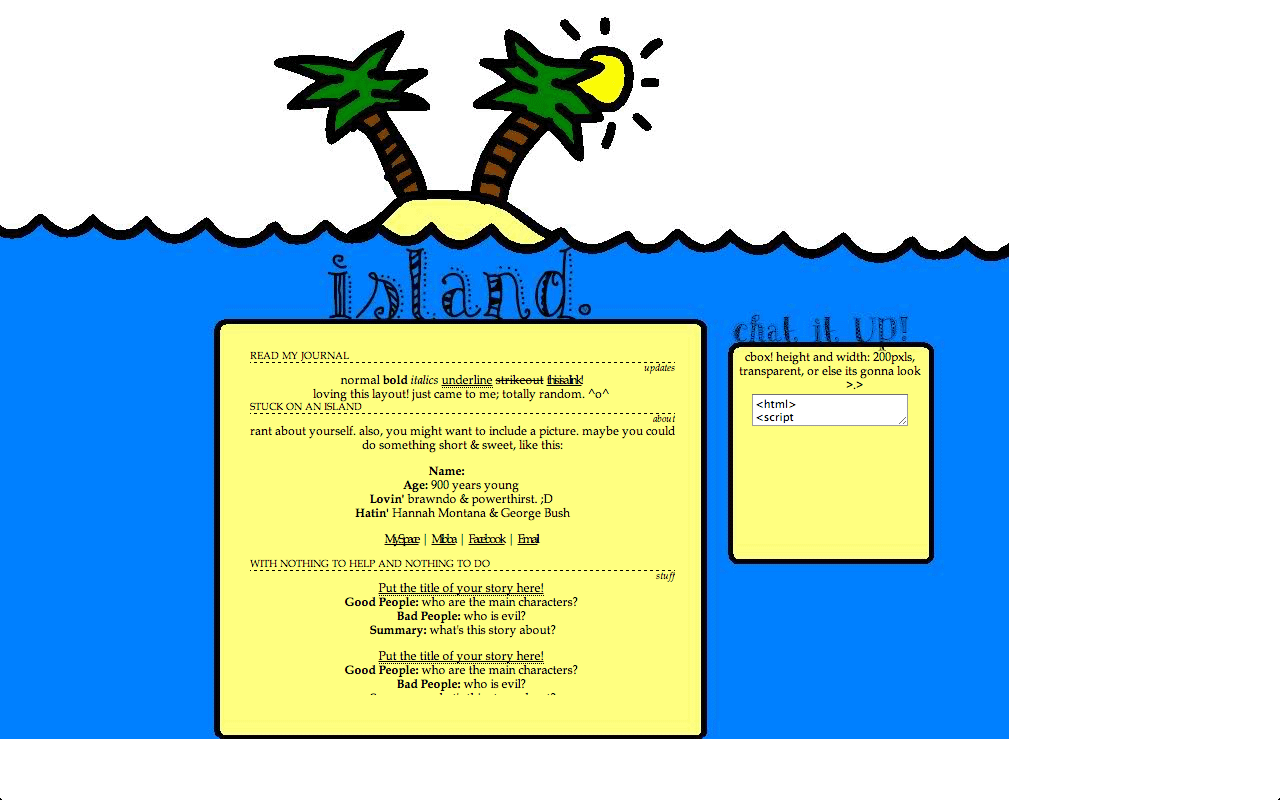 island.
READ MY JOURNAL
updates
normal bold italics underline strikeout this is a link!
loving this layout! just came to me; totally random. ^o^
STUCK ON AN ISLAND
about
rant about yourself. also, you might want to include a picture. maybe you could
do something short & sweet, like this:
Name:
Age: 900 years young
Lovin' brawndo & powerthirst. ;D
Hatin' Hannah Montana & George Bush
MySpace | Mibba | Facebook | Email
WITH NOTHING TO HELP AND NOTHING TO DO
stuff
Put the title of your story here!
Good People: who are the main characters?
Bad People: who is evil?
Summary: what's this story about?
Put the title of your story here!
Good People: who are the main characters?
Bad People: who is evil?
chat it UP!
cbox! height and width: 200pxls,
transparent, or else its gonna look
>.>
<html>
<script